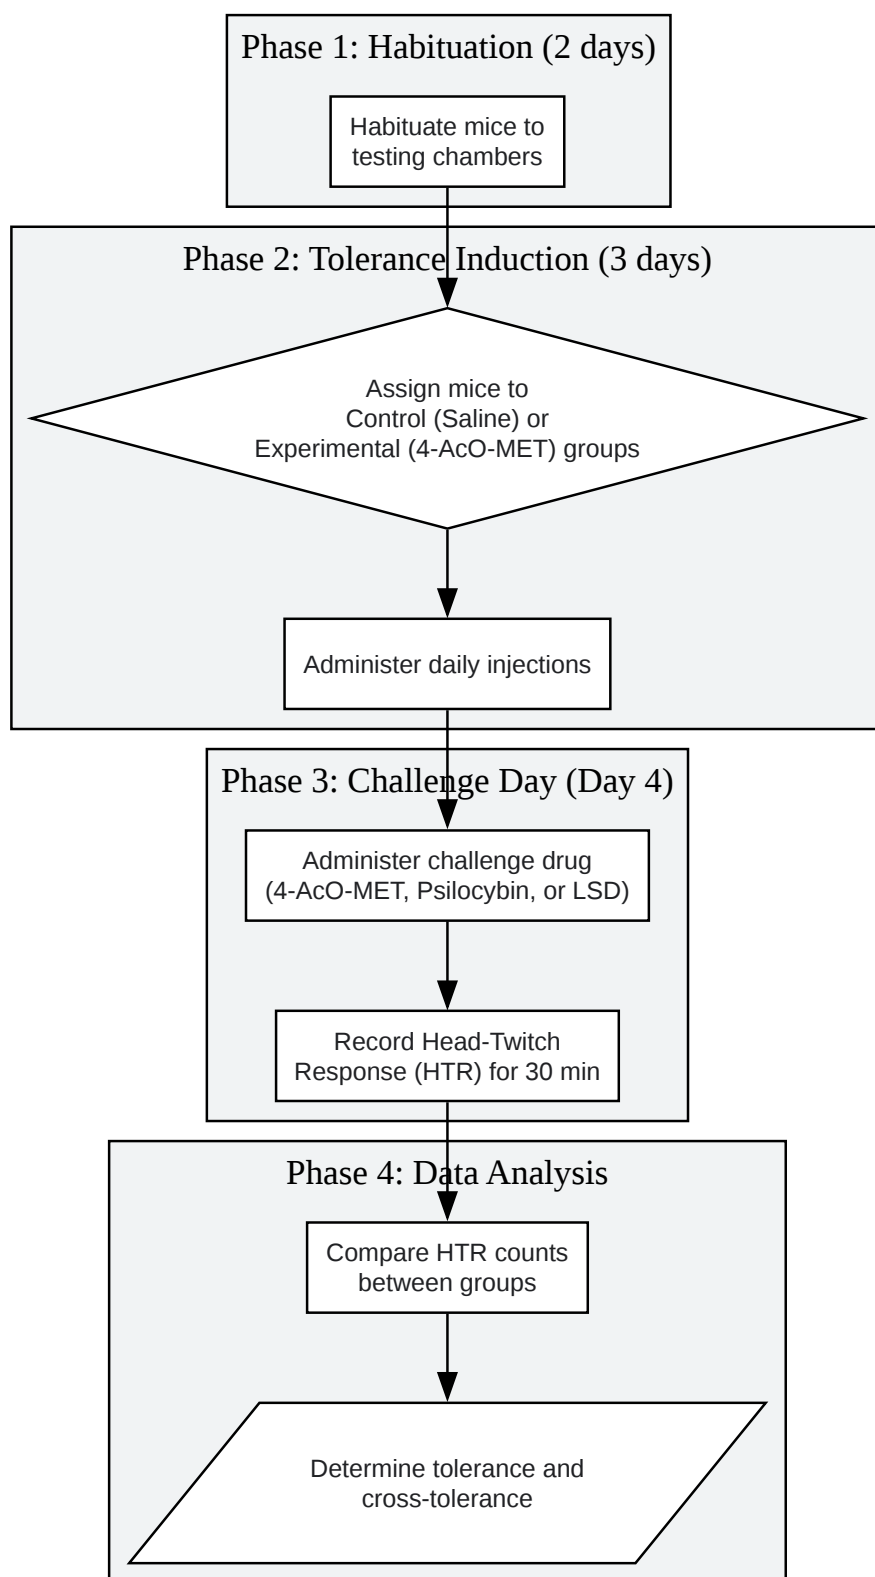 Phase 1: Habituation (2 days)
Habituate mice to
testing chambers
Phase 2: Tolerance Induction (3 days)
Assign mice to
Control (Saline) or
Experimental (4-AcO-MET) groups
Administer daily injections
Phase 3: Challenge Day (Day 4)
Administer challenge drug
(4-AcO-MET, Psilocybin, or LSD)
Record Head-Twitch
Response (HTR) for 30 min
Phase 4: Data Analysis
Compare HTR counts
between groups
Determine tolerance and
cross-tolerance